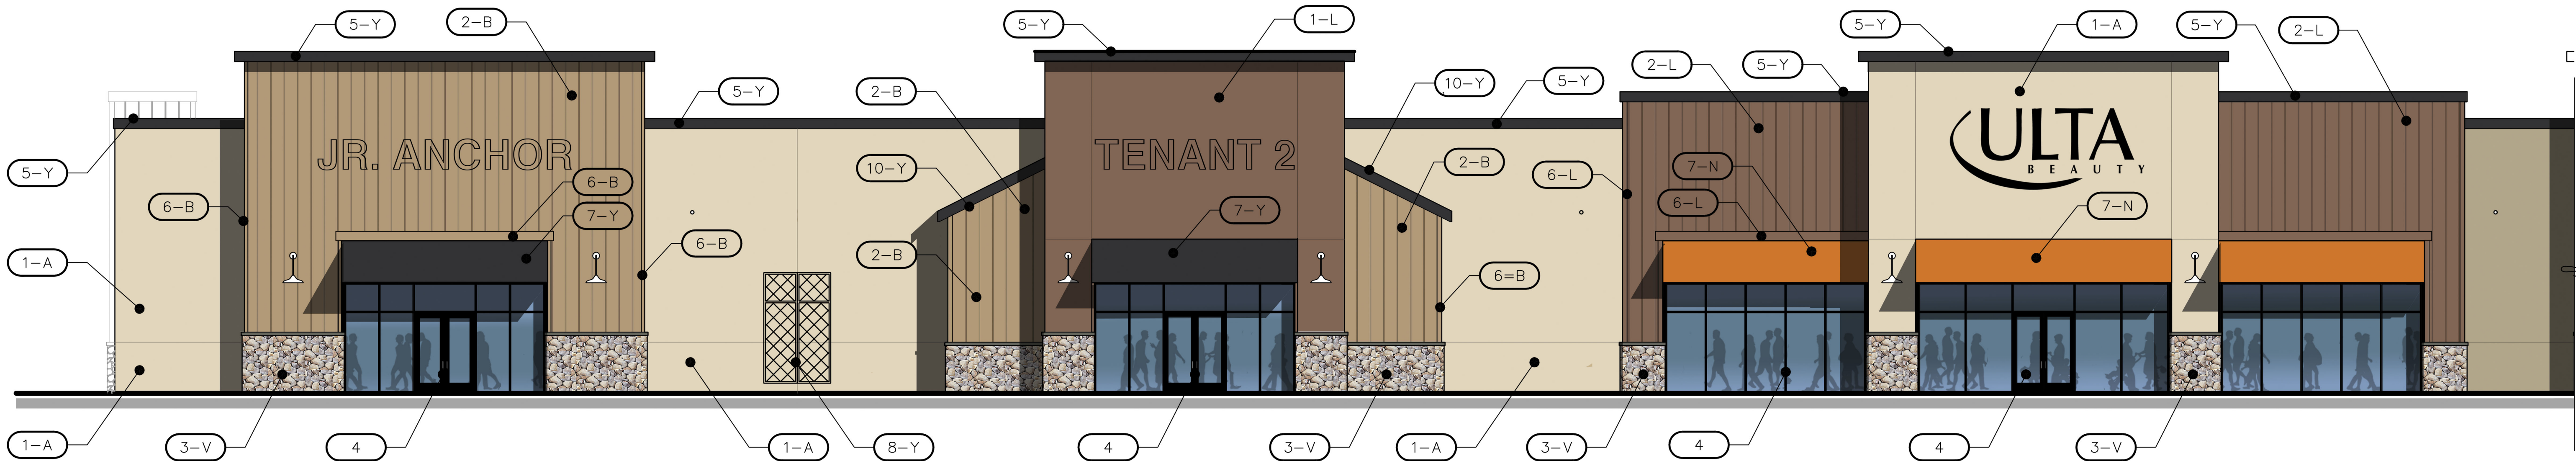 5-Y
2-B
5-Y
1-L
5-Y
1-A
5-Y
2-L
2-L
5-Y
10-Y
5-Y
5-Y
2-B
JR. ANCHOR
TENANT 2
ULTA
BEAUTY
5-Y
10-Y
2-B
7-N
6-L
6-B
6-B
7-Y
7-Y
6-L
7-N
6-B
2-B
1-A
6=B
1-A
3-V
4
1-A
8-Y
4
3-V
1-A
3-V
4
4
3-V